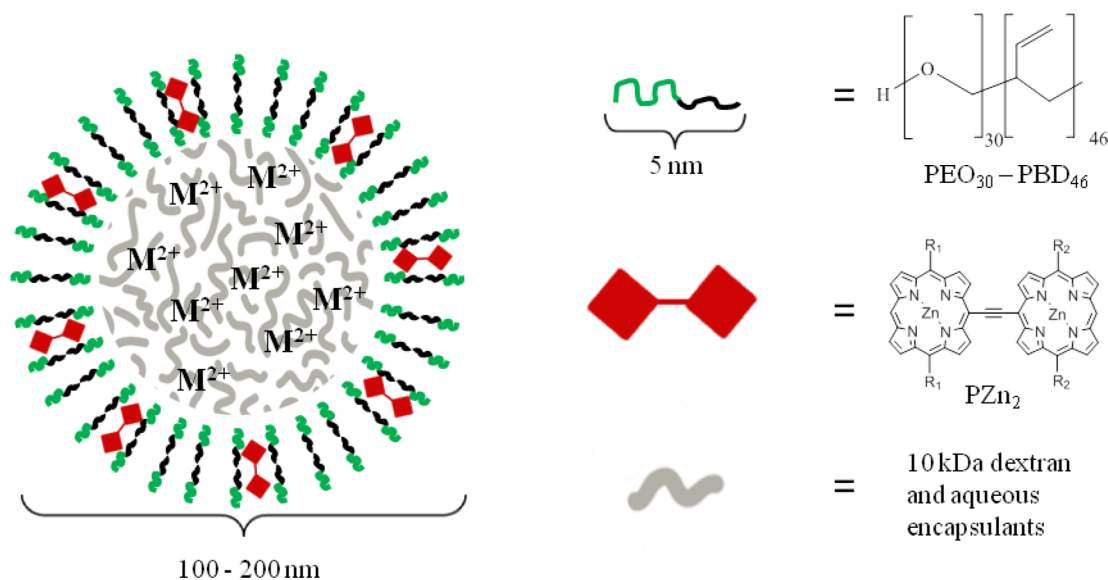 M²⁺
M²⁺
M²⁺
M²⁺
M²⁺
M²⁺
M²⁺
M²⁺
M²⁺
100 - 200 nm
5 nm
=
H
O
30
46
PEO₃₀ – PBD₄₆
=
R₁
R₂
N
N
Zn
N
N
N
N
Zn
N
N
R₁
R₂
PZn₂
=
10 kDa dextran
and aqueous
encapsulants